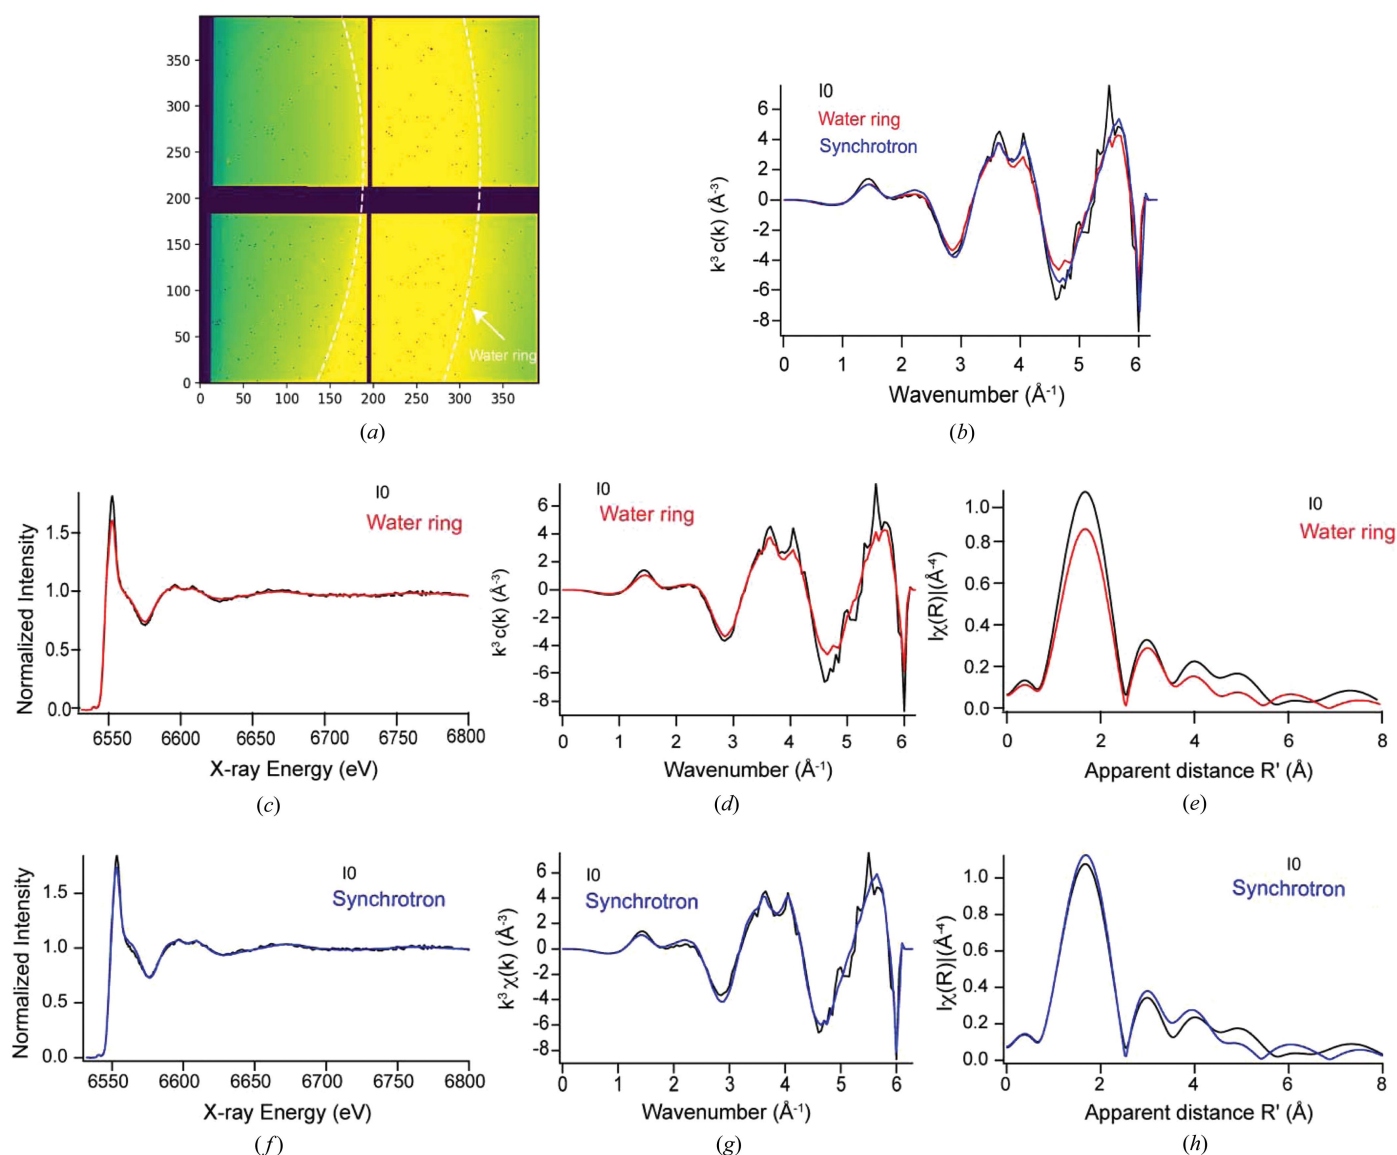 350
300
250
200
150
100
50
0
0 50 100 150 200 250 300 350
Water ring
(a)
I0
Water ring
Synchrotron
k³ c(k) (Å⁻³)
6
4
2
0
-2
-4
-6
-8
0 1 2 3 4 5 6
Wavenumber (Å⁻¹)
(b)
I0
Water ring
Normalized Intensity
1.5
1.0
0.5
0.0
6550 6600 6650 6700 6750 6800
X-ray Energy (eV)
(c)
I0
Water ring
k³ c(k) (Å⁻³)
6
4
2
0
-2
-4
-6
-8
0 1 2 3 4 5 6
Wavenumber (Å⁻¹)
(d)
I0
Water ring
Iχ(R)|(Å⁻⁴)
1.0
0.8
0.6
0.4
0.2
0.0
0 2 4 6 8
Apparent distance R' (Å)
(e)
I0
Synchrotron
Normalized Intensity
1.5
1.0
0.5
0.0
6550 6600 6650 6700 6750 6800
X-ray Energy (eV)
(f)
I0
Synchrotron
k³ χ(k) (Å⁻³)
6
4
2
0
-2
-4
-6
-8
0 1 2 3 4 5 6
Wavenumber (Å⁻¹)
(g)
I0
Synchrotron
Iχ(R)|(Å⁻⁴)
1.0
0.8
0.6
0.4
0.2
0.0
0 2 4 6 8
Apparent distance R' (Å)
(h)